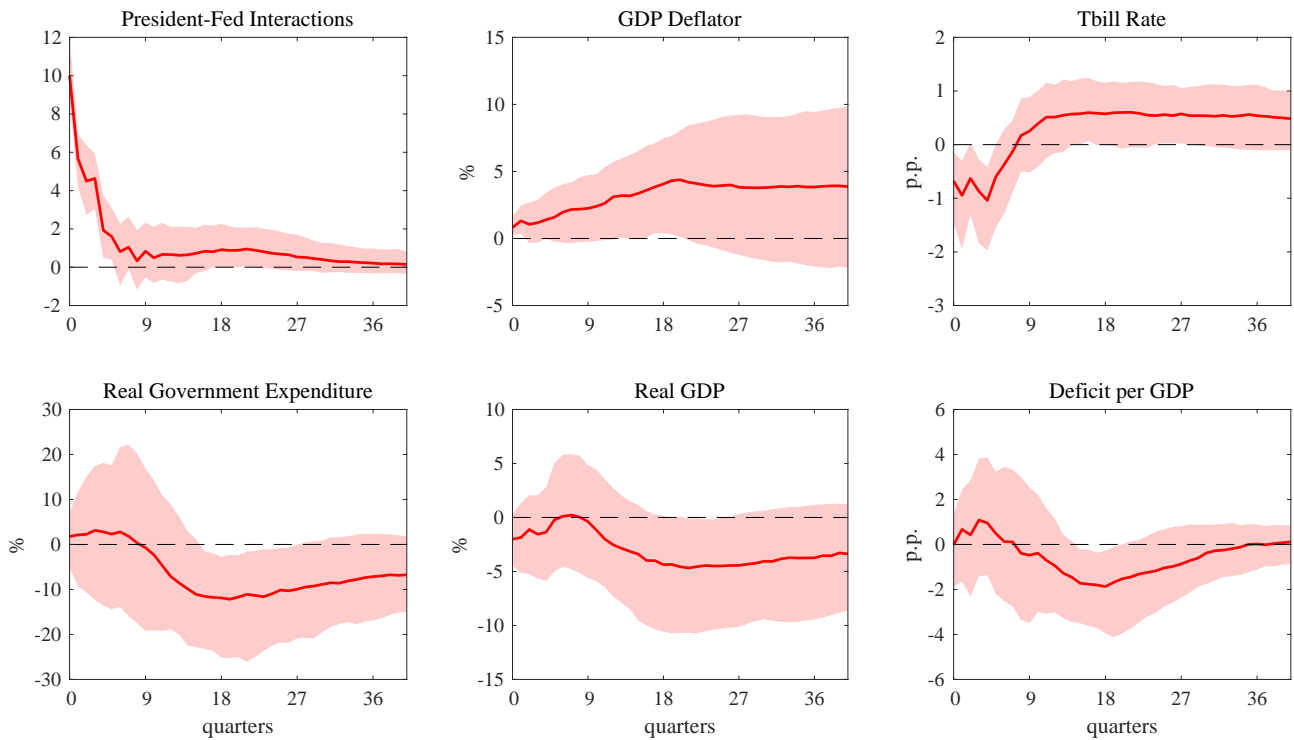 President-Fed Interactions
12
10
8
6
4
2
0
-2
0 9 18 27 36
GDP Deflator
%
15
10
5
0
-5
0 9 18 27 36
Tbill Rate
p.p.
2
1
0
-1
-2
-3
0 9 18 27 36
Real Government Expenditure
%
30
20
10
0
-10
-20
-30
0 9 18 27 36
quarters
Real GDP
%
10
5
0
-5
-10
-15
0 9 18 27 36
quarters
Deficit per GDP
p.p.
6
4
2
0
-2
-4
-6
0 9 18 27 36
quarters